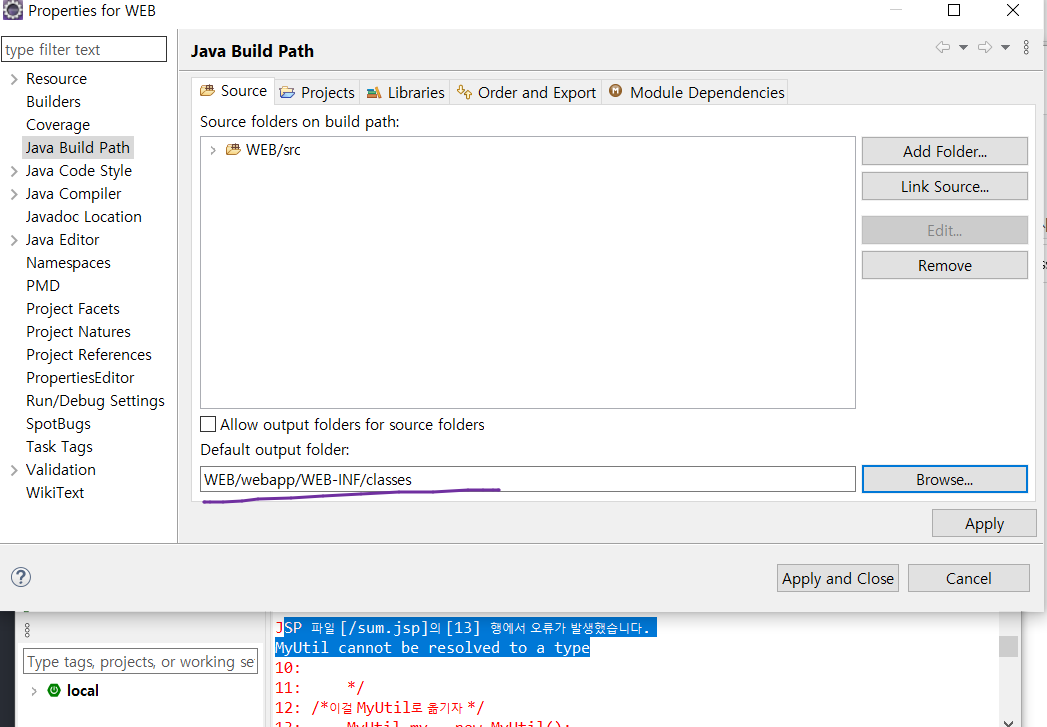 Properties for WEB
type filter text
Resource
Builders
Coverage
Java Build Path
Java Code Style
Java Compiler
Javadoc Location
Java Editor
Namespaces
PMD
Project Facets
Project Natures
Project References
PropertiesEditor
Run/Debug Settings
SpotBugs
Task Tags
Validation
WikiText
Java Build Path
Source Projects Libraries Order and Export Module Dependencies
Source folders on build path:
WEB/src
Add Folder...
Link Source...
Edit...
Remove
Allow output folders for source folders
Default output folder:
WEB/webapp/WEB-INF/classes
Browse...
Apply
Apply and Close Cancel
Type tags, projects, or working se
local
JSP 파일 [/sum.jsp]의 [13] 행에서 오류가 발생했습니다.
MyUtil cannot be resolved to a type
10:
11: */
12: /*이걸 MyUtil로 옮기자 */
13: MyUtil my = new MyUtil();